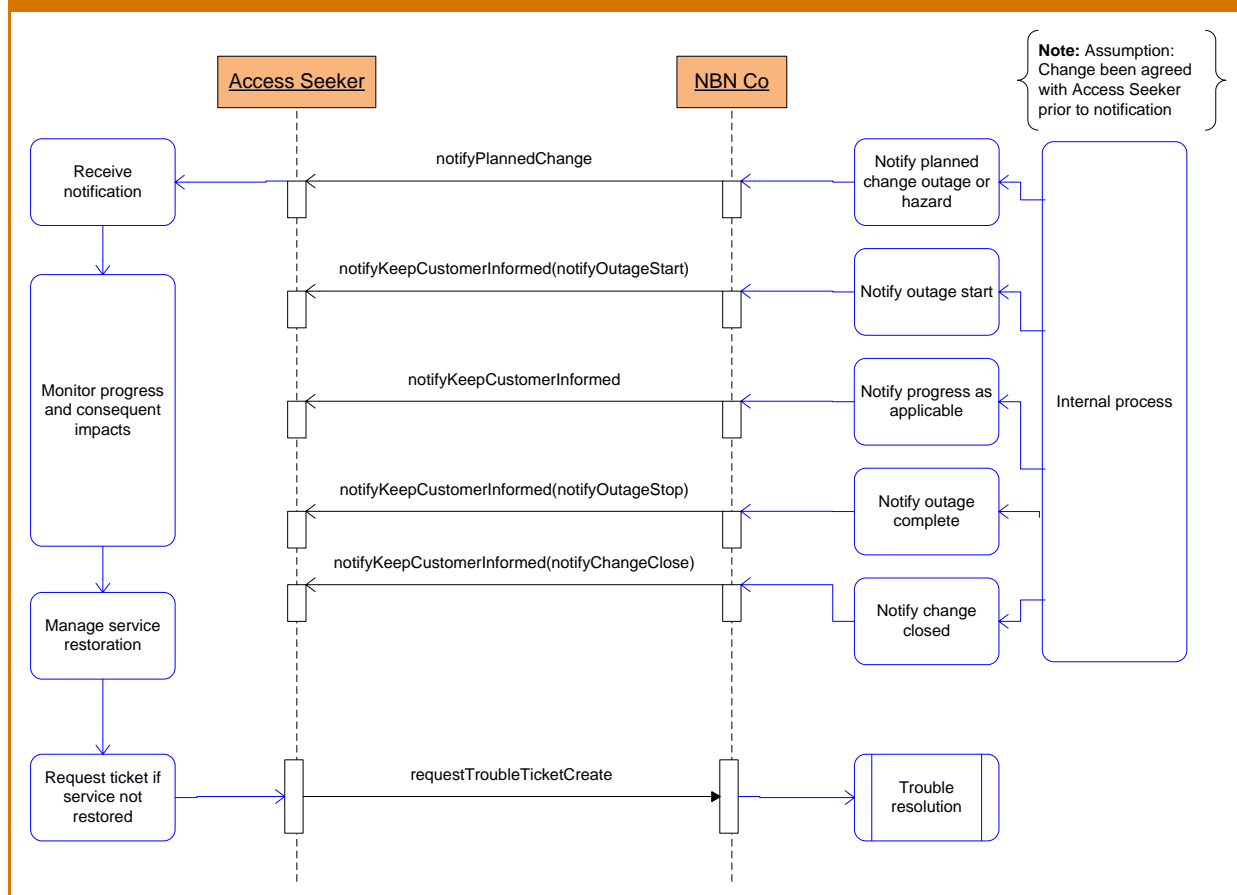 Note: Assumption:
Change been agreed
with Access Seeker
prior to notification
Access Seeker
NBN Co
Receive
notification
notifyPlannedChange
Notify planned
change outage or
hazard
notifyKeepCustomerInformed(notifyOutageStart)
Notify outage start
Monitor progress
and consequent
impacts
notifyKeepCustomerInformed
Notify progress as
applicable
Internal process
notifyKeepCustomerInformed(notifyOutageStop)
Notify outage
complete
notifyKeepCustomerInformed(notifyChangeClose)
Manage service
restoration
Notify change
closed
Request ticket if
service not
restored
requestTroubleTicketCreate
Trouble
resolution